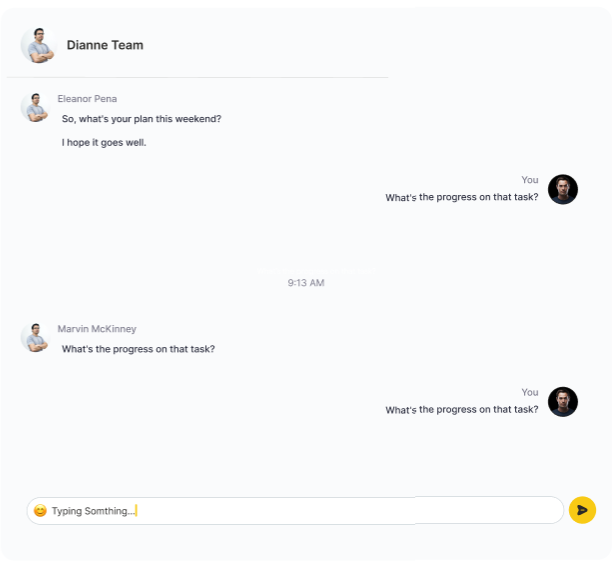 Dianne Team
Eleanor Pena
So, what's your plan this weekend?
I hope it goes well.
You
What's the progress on that task?
9:13 AM
Marvin McKinney
What's the progress on that task?
You
What's the progress on that task?
Typing Somthing...